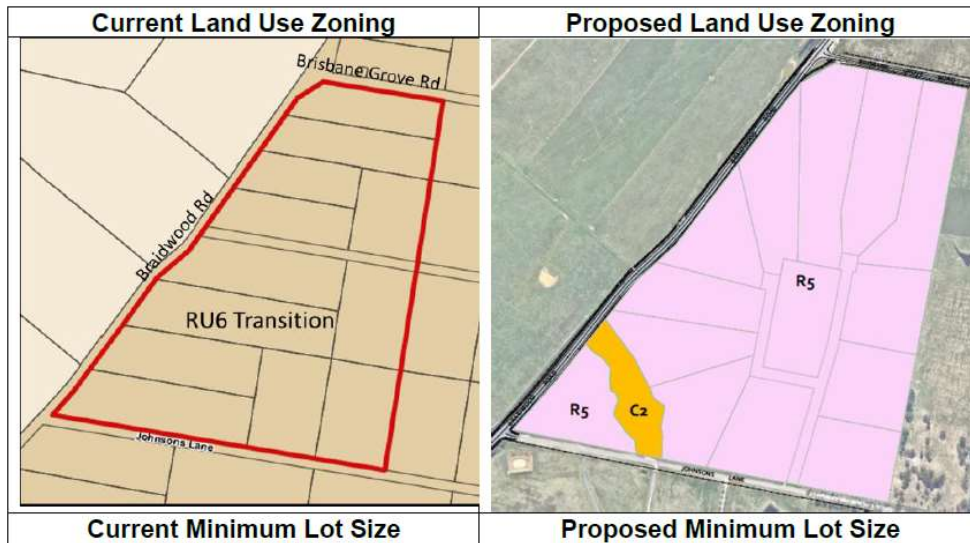 Current Land Use Zoning
Proposed Land Use Zoning
Brisbane Grove Rd
Braidwood Rd
RU6 Transition
Johnsons Lane
R5
R5
C2
JOHNSONS LANE
Current Minimum Lot Size
Proposed Minimum Lot Size